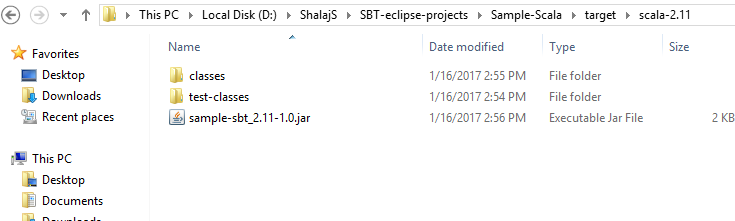 This PC Local Disk (D:) ShalajS SBT-eclipse-projects Sample-Scala target scala-2.11
Favorites
Desktop
Downloads
Recent places
This PC
Desktop
Documents
Downloads
Name Date modified Type Size
classes 1/16/2017 2:55 PM File folder
test-classes 1/16/2017 2:54 PM File folder
sample-sbt_2.11-1.0.jar 1/16/2017 2:56 PM Executable Jar File 2 KB